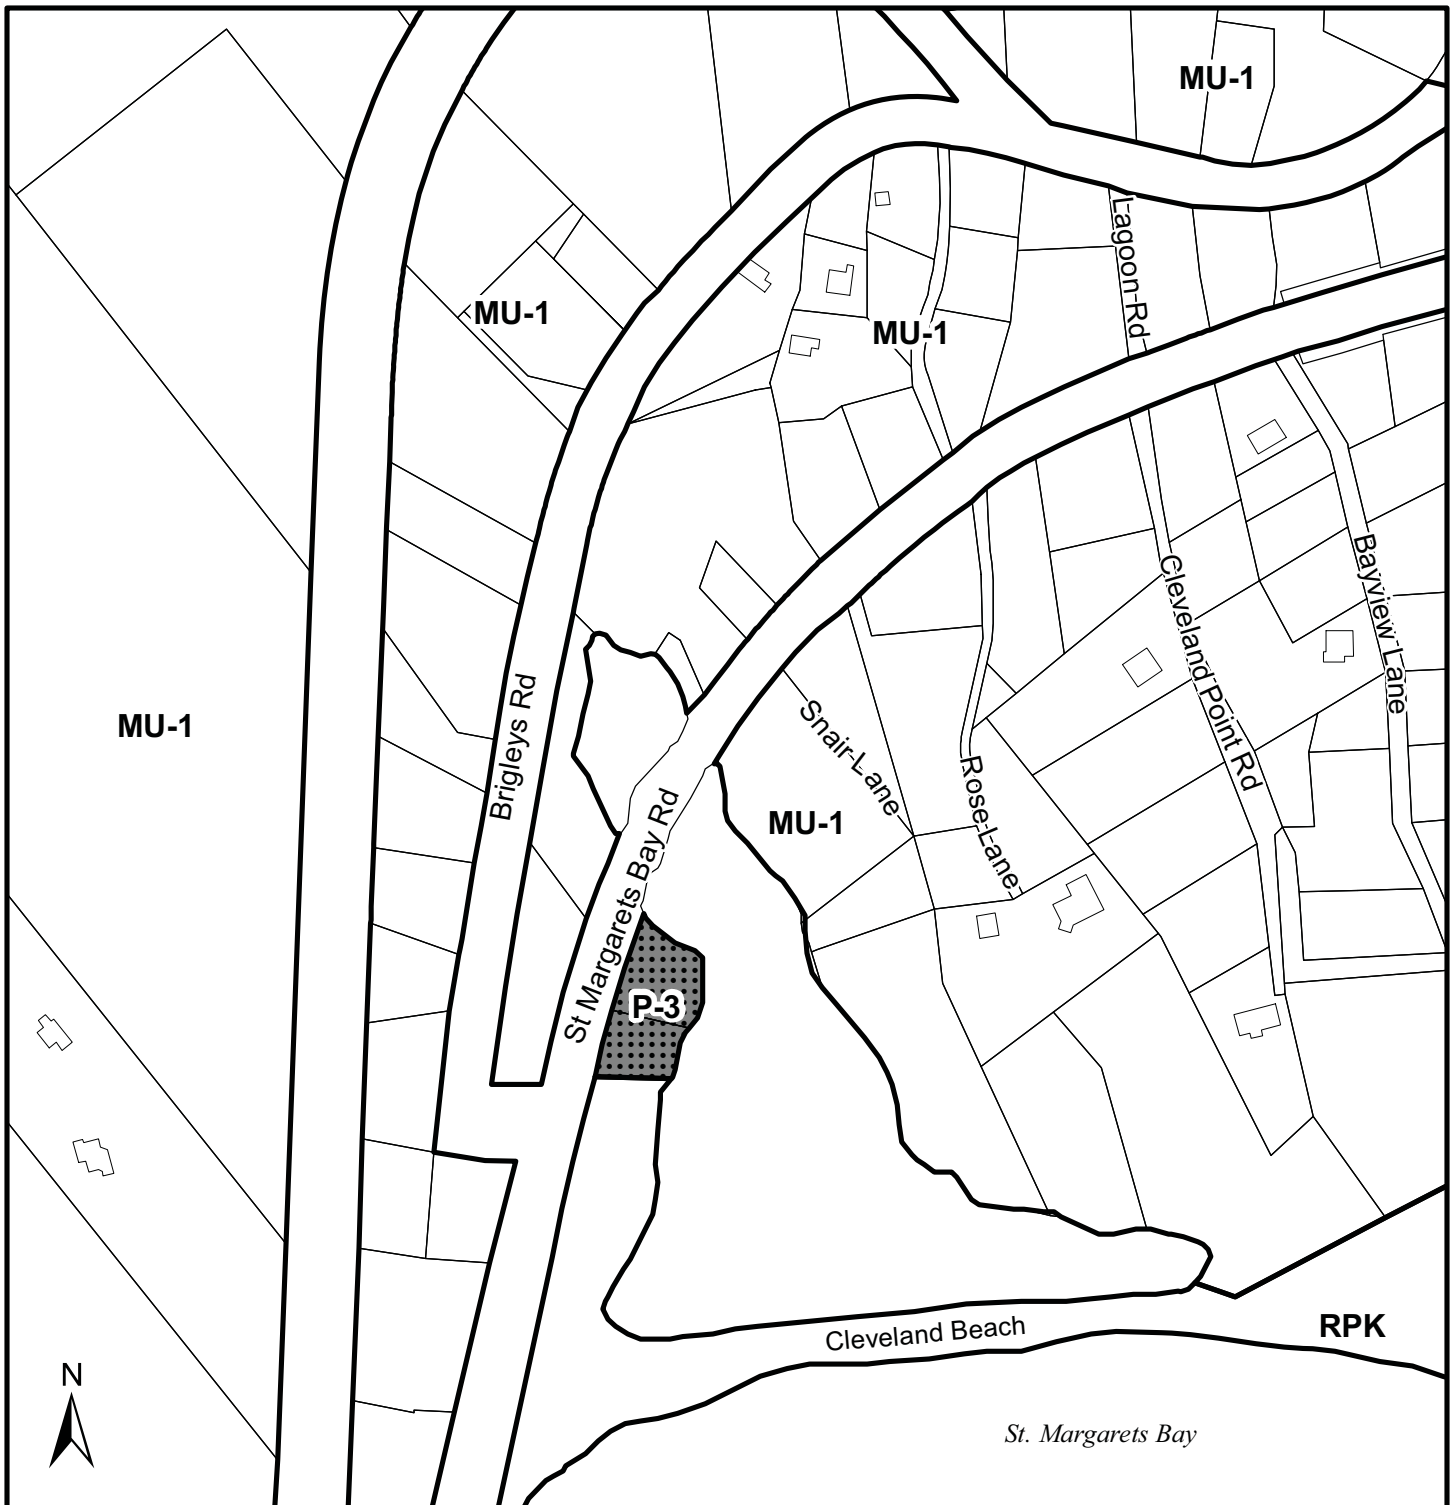 MU-1
Lagoon Rd
MU-1
MU-1
Bayview Lane
Cleveland Point Rd
MU-1
Brigleys Rd
Snair Lane
Rose Lane
St Margarets Bay Rd
MU-1
P-3
Cleveland Beach
RPK
N
St. Margarets Bay